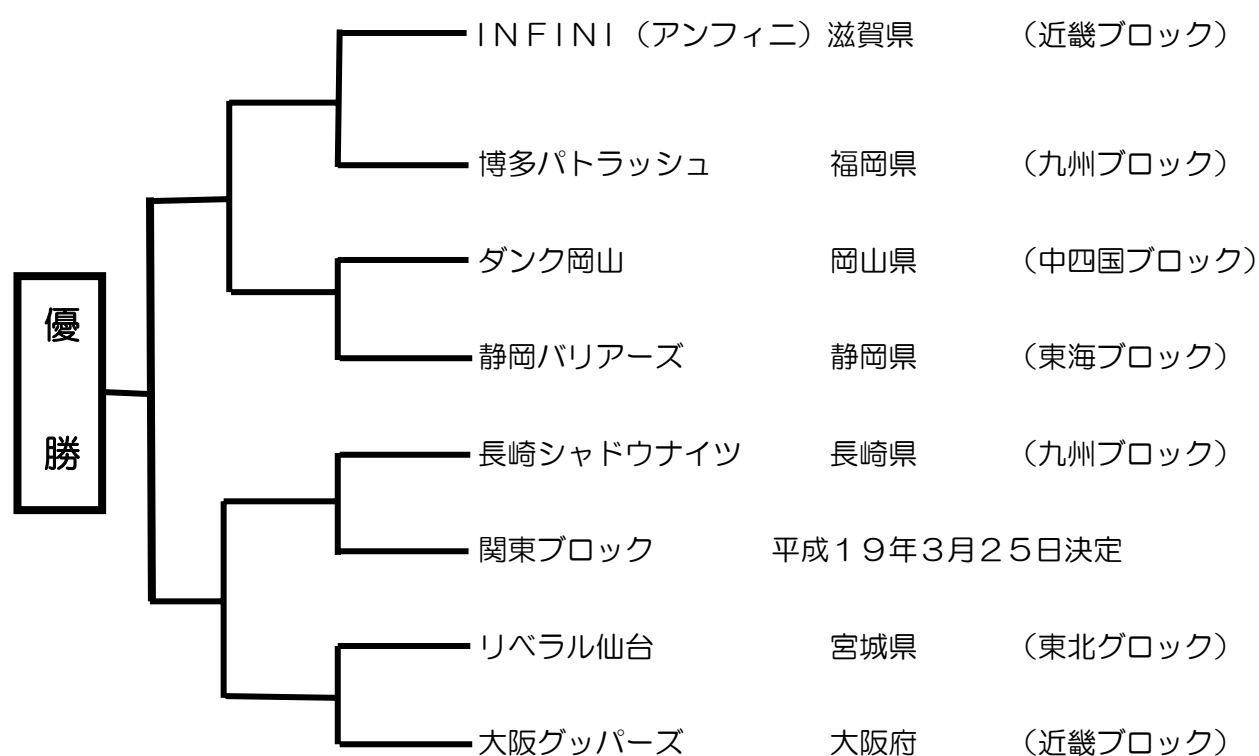 INFINI(アンフィニ)滋賀県 (近畿ブロック)
博多パトラッシュ 福岡県 (九州ブロック)
ダンク岡山 岡山県 (中四国ブロック)
静岡バリアーズ 静岡県 (東海ブロック)
優勝
長崎シャドウナイツ 長崎県 (九州ブロック)
関東ブロック 平成19年3月25日決定
リベラル仙台 宮城県 (東北グロック)
大阪グッパーズ 大阪府 (近畿ブロック)